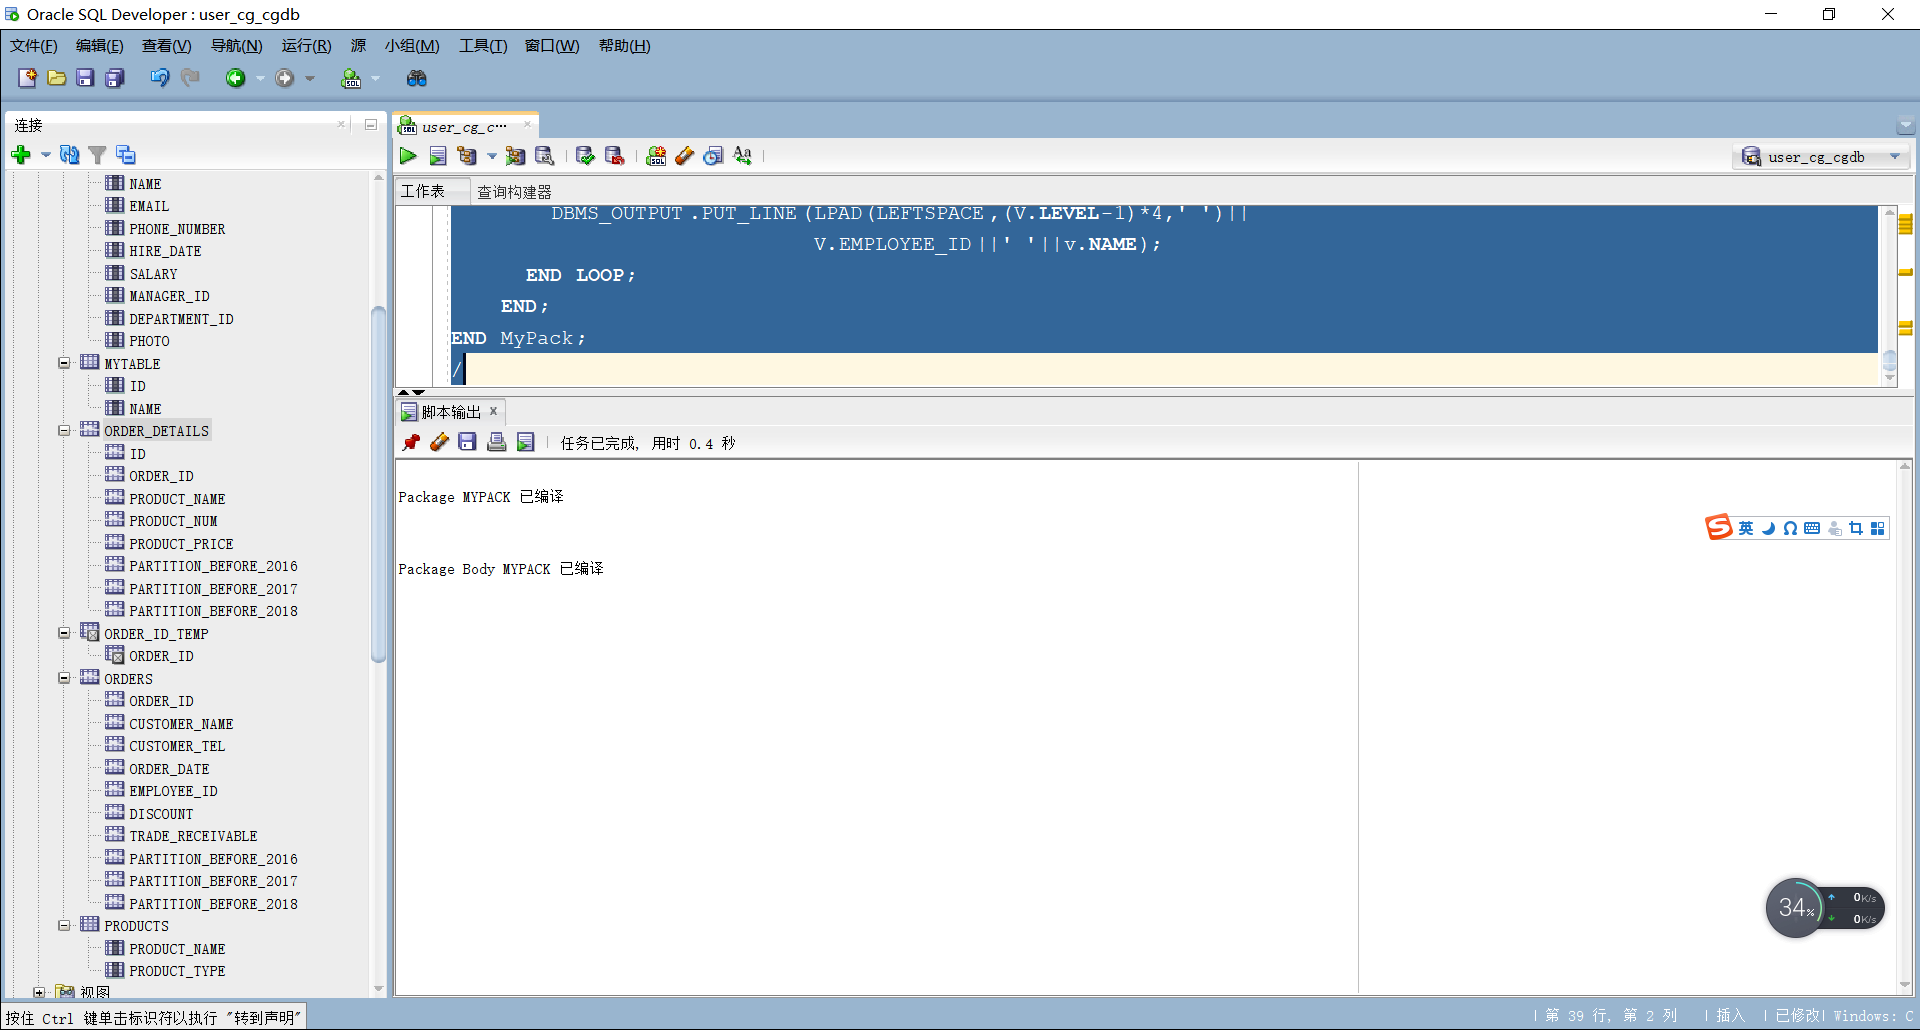 Oracle SQL Developer : user_cg_cgdb
文件(F) 编辑(E) 查看(V) 导航(N) 运行(R) 源 小组(M) 工具(T) 窗口(W) 帮助(H)
连接
NAME
EMAIL
PHONE_NUMBER
HIRE_DATE
SALARY
MANAGER_ID
DEPARTMENT_ID
PHOTO
MYTABLE
ID
NAME
ORDER_DETAILS
ID
ORDER_ID
PRODUCT_NAME
PRODUCT_NUM
PRODUCT_PRICE
PARTITION_BEFORE_2016
PARTITION_BEFORE_2017
PARTITION_BEFORE_2018
ORDER_ID_TEMP
ORDER_ID
ORDERS
ORDER_ID
CUSTOMER_NAME
CUSTOMER_TEL
ORDER_DATE
EMPLOYEE_ID
DISCOUNT
TRADE_RECEIVABLE
PARTITION_BEFORE_2016
PARTITION_BEFORE_2017
PARTITION_BEFORE_2018
PRODUCTS
PRODUCT_NAME
PRODUCT_TYPE
视图
user_cg_c…
user_cg_cgdb
工作表 查询构建器
DBMS_OUTPUT.PUT_LINE(LPAD(LEFTSPACE,(V.LEVEL-1)*4,' ')||
V.EMPLOYEE_ID||' '||v.NAME);
END LOOP;
END;
END MyPack;
/
脚本输出
任务已完成, 用时 0.4 秒
Package MYPACK 已编译
Package Body MYPACK 已编译
英
34%
0K/s
0K/s
按住 Ctrl 键单击标识符以执行 "转到声明"
第 39 行, 第 2 列 | 插入 | 已修改| Windows: C